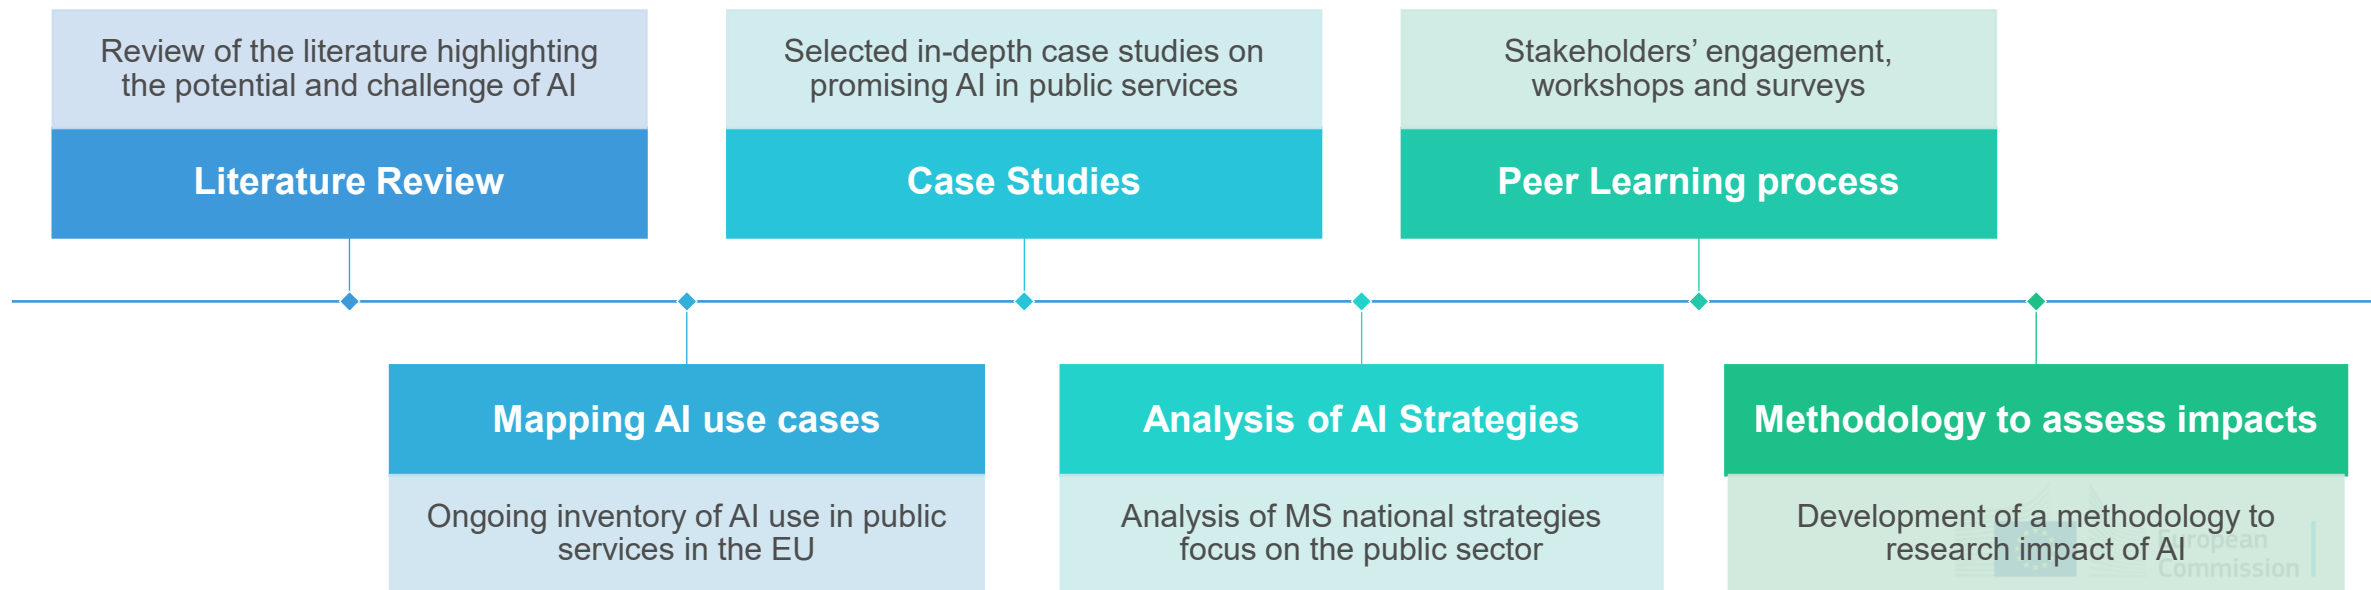 Review of the literature highlighting
the potential and challenge of AI
Literature Review
Selected in-depth case studies on
promising AI in public services
Case Studies
Stakeholders’ engagement,
workshops and surveys
Peer Learning process
Mapping AI use cases
Ongoing inventory of AI use in public
services in the EU
Analysis of AI Strategies
Analysis of MS national strategies
focus on the public sector
Methodology to assess impacts
Development of a methodology to
research impact of AI
European
Commission